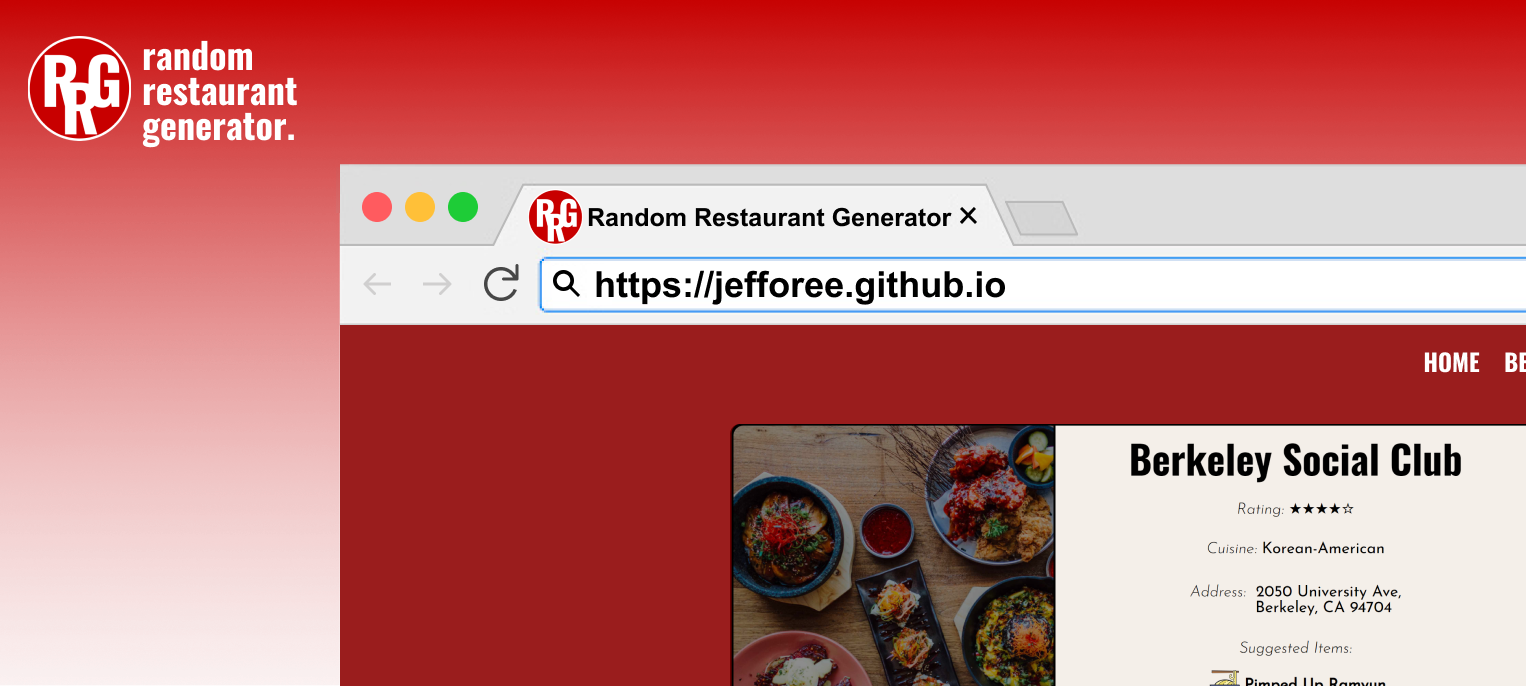 RRG
random
restaurant
generator.
RRG Random Restaurant Generator ×
https://jefforee.github.io
HOME
Berkeley Social Club
Rating: ★★★★☆
Cuisine: Korean-American
Address: 2050 University Ave,
Berkeley, CA 94704
Suggested Items:
Pimped Up Ramyun